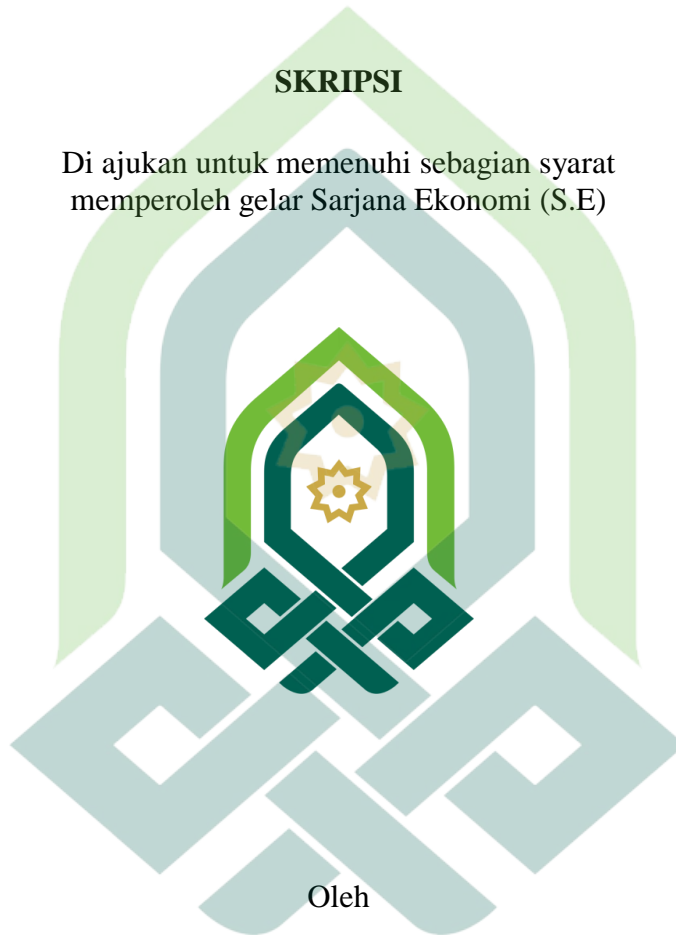 SKRIPSI
Di ajukan untuk memenuhi sebagian syarat
memperoleh gelar Sarjana Ekonomi (S.E)
Oleh